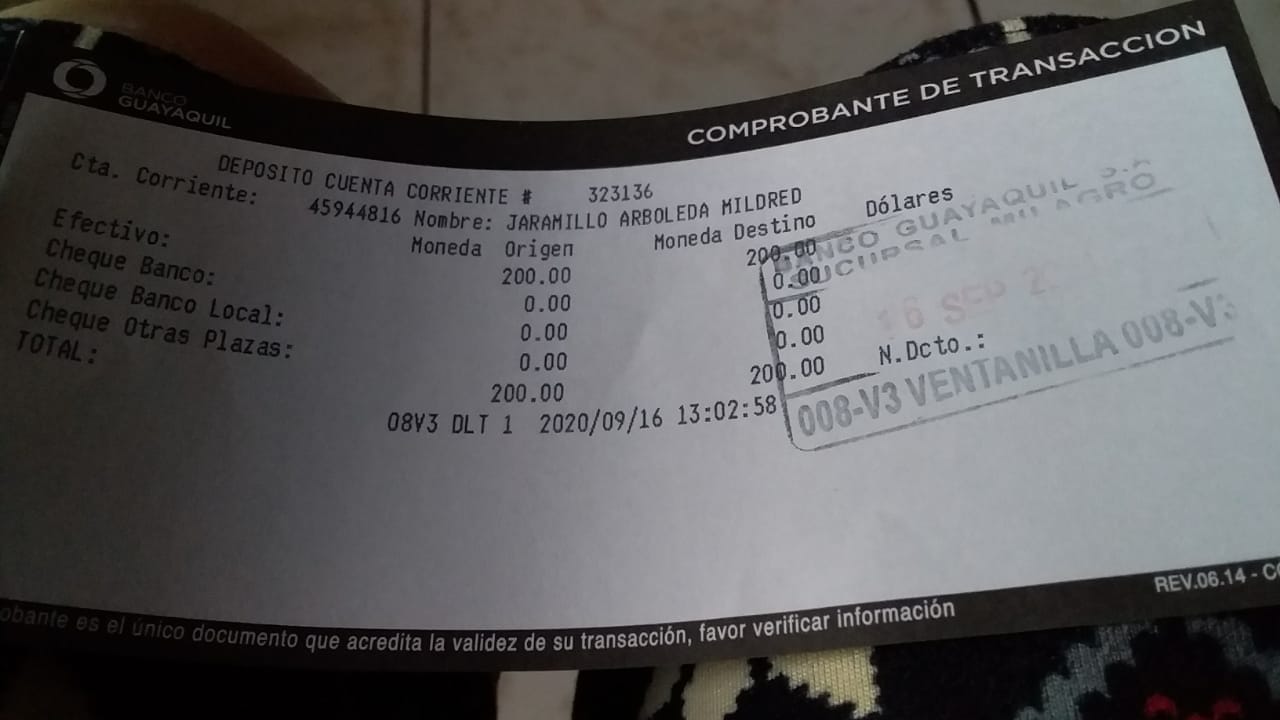 BANCO
GUAYAQUIL
COMPROBANTE DE TRANSACCION
DEPOSITO CUENTA CORRIENTE # 323136
Cta. Corriente: 45944816 Nombre: JARAMILLO ARBOLEDA MILDRED
Moneda Origen Moneda Destino Dólares
Efectivo: 200.00 200.00
Cheque Banco: 0.00 0.00
Cheque Banco Local: 0.00 0.00
Cheque Otras Plazas: 0.00 0.00
TOTAL: 200.00 200.00 N.Dcto.:
08V3 DLT 1 2020/09/16 13:02:58
BANCO GUAYAQUIL S.A
SUCURSAL MILAGRO
16 SEP 2
008-V3 VENTANILLA 008-V3
REV.06.14 - C
obante es el único documento que acredita la validez de su transacción, favor verificar información